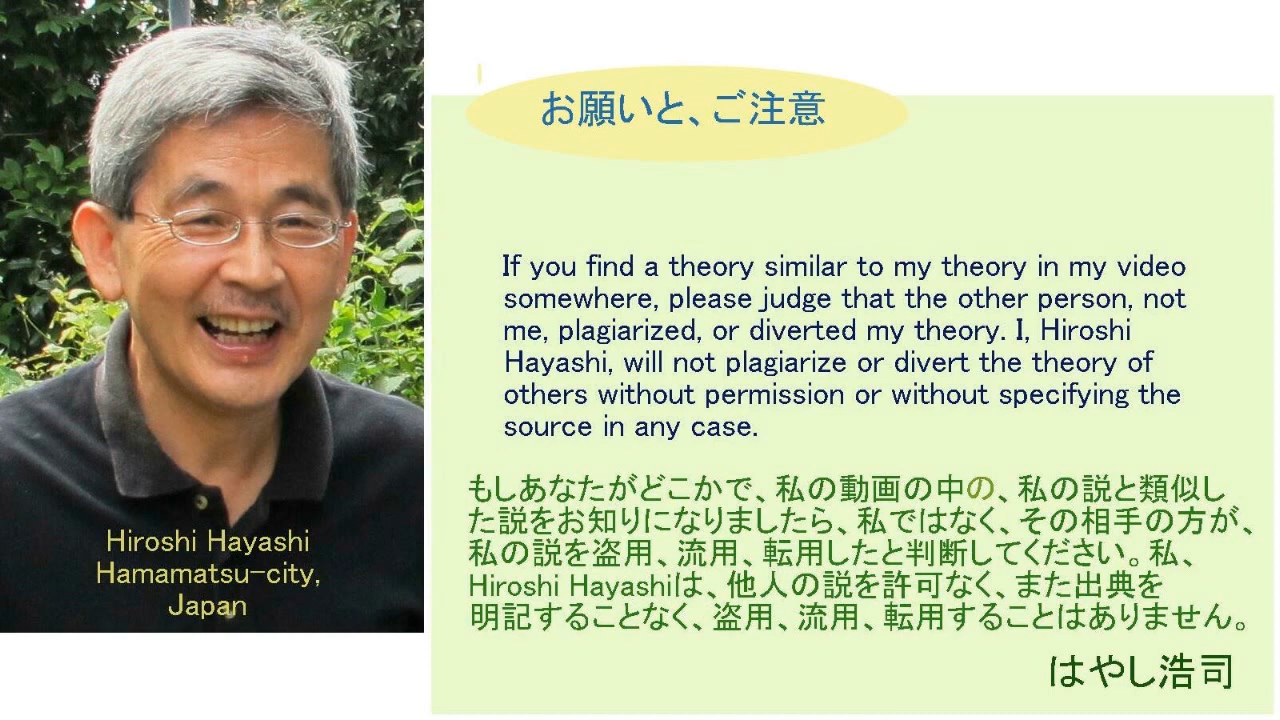 お願いと、ご注意
If you find a theory similar to my theory in my video
somewhere, please judge that the other person, not
me, plagiarized, or diverted my theory. I, Hiroshi
Hayashi, will not plagiarize or divert the theory of
others without permission or without specifying the
source in any case.
もしあなたがどこかで、私の動画の中の、私の説と類似し
た説をお知りになりましたら、私ではなく、その相手の方が、
私の説を盗用、流用、転用したと判断してください。私、
Hiroshi Hayashiは、他人の説を許可なく、また出典を
明記することなく、盗用、流用、転用することはありません。
はやし浩司
Hiroshi Hayashi
Hamamatsu-city,
Japan